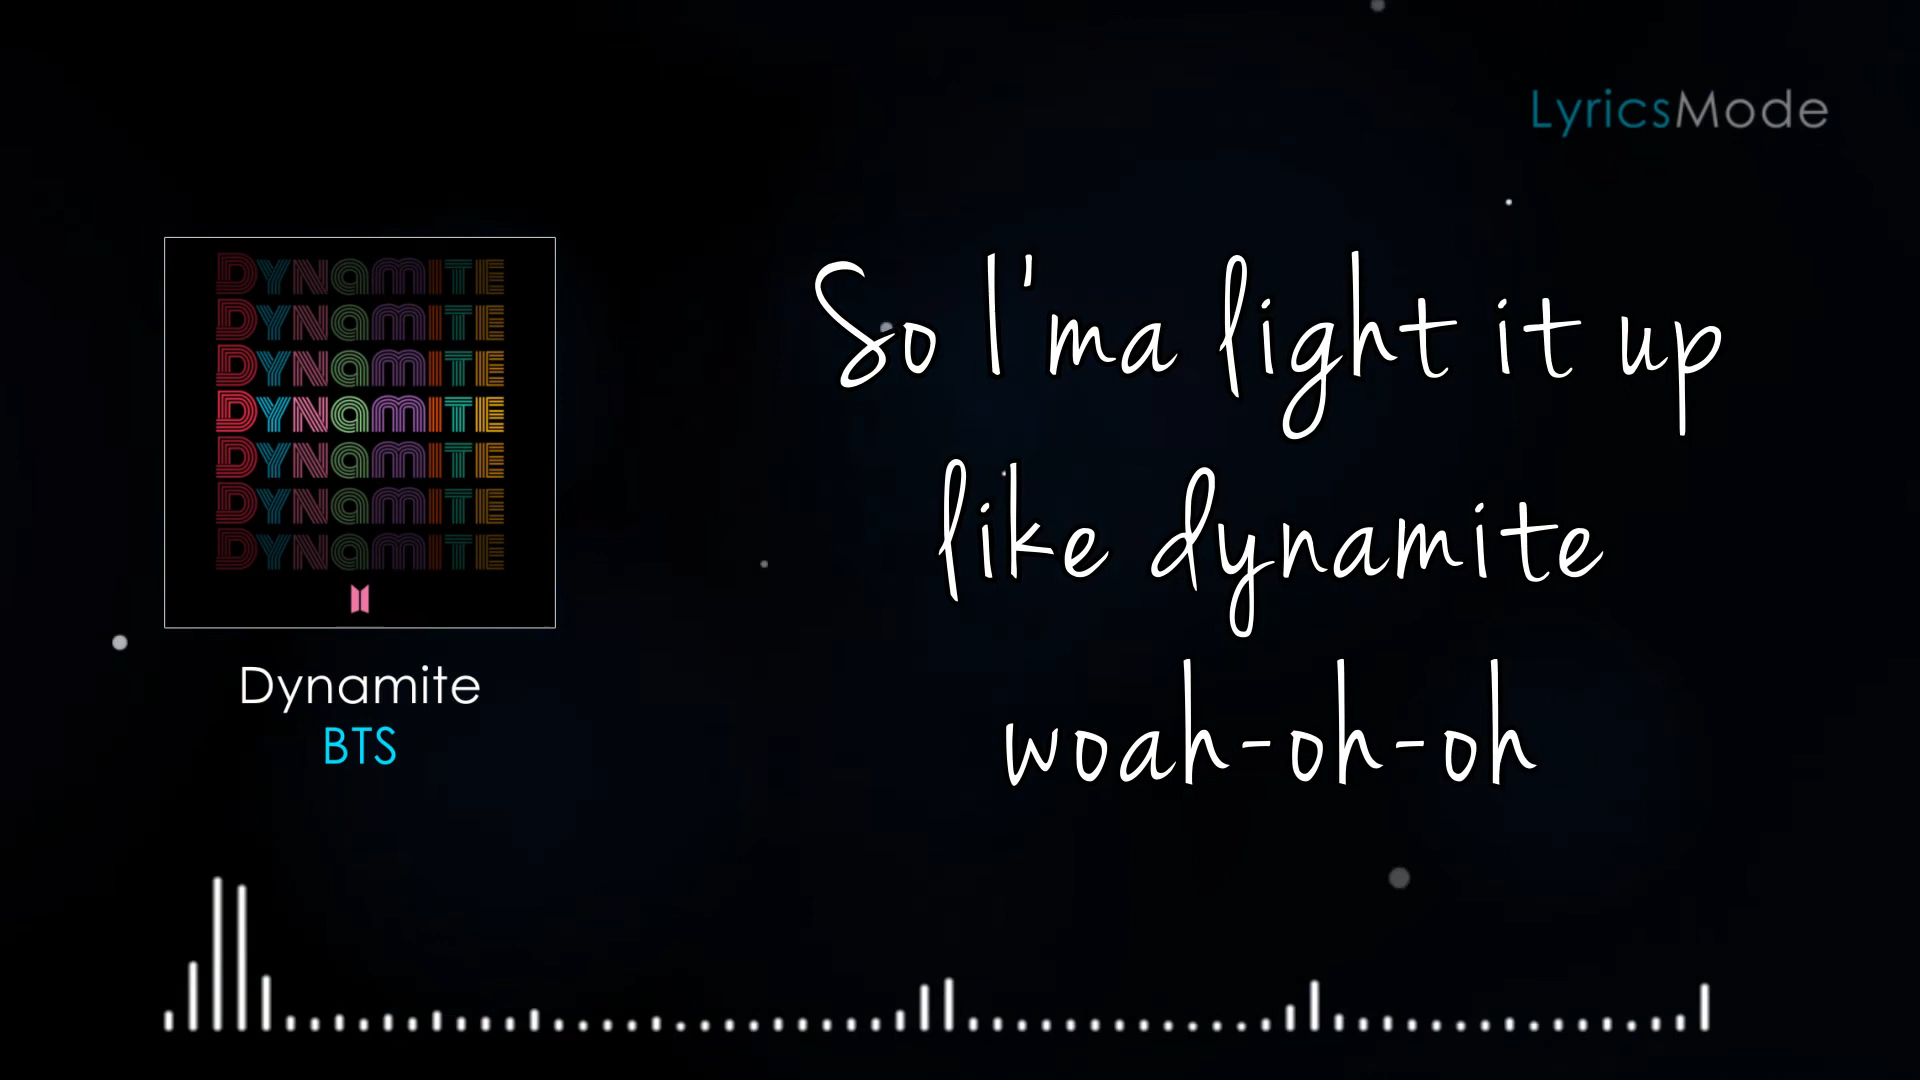 LyricsMode
DYNAMITE
DYNAMITE
DYNAMITE
DYNAMITE
DYNAMITE
DYNAMITE
DYNAMITE
Dynamite
BTS
So I'ma light it up
like dynamite
woah-oh-oh